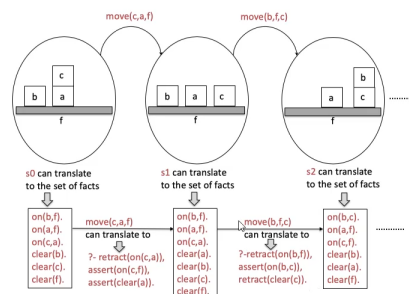 move(c,a,f)
move(b,f,c)
c
b
a
f
b
a
c
f
b
a
c
f
........
s0 can translate
to the set of facts
s1 can translate
to the set of facts
s2 can translate
to the set of facts
on(b,f).
on(a,f).
on(c,a).
clear(b).
clear(c).
clear(f).
move(c,a,f)
can translate to
?- retract(on(c,a)),
assert(on(c,f)),
assert(clear(a)).
on(b,f).
on(a,f).
on(c,a).
clear(a).
clear(b).
clear(c).
clear(f).
move(b,f,c)
can translate to
?-retract(on(b,f)),
assert(on(b,c)),
retract(clear(c)).
on(b,c).
on(a,f).
on(c,f).
clear(b).
clear(a).
clear(f).
............